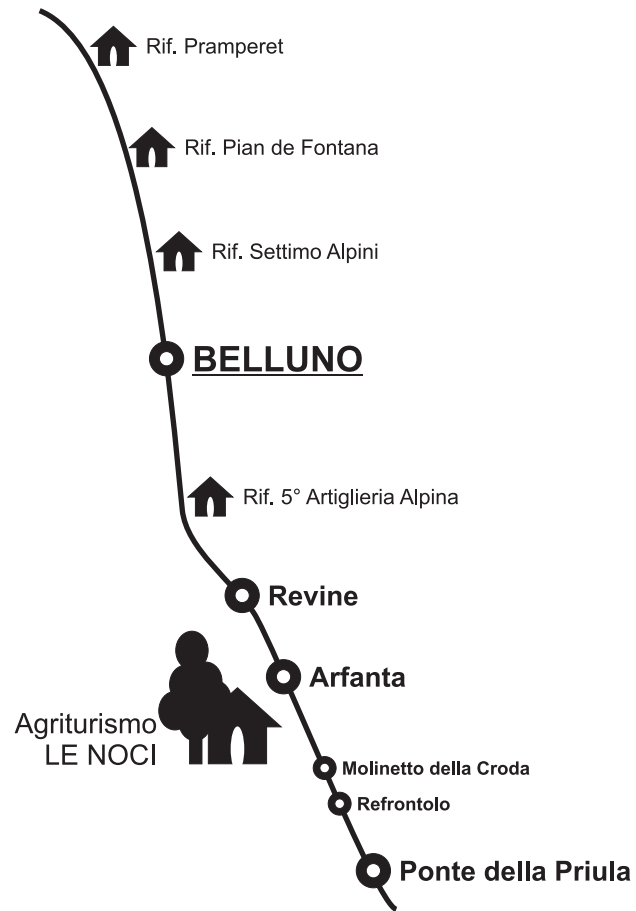 Rif. Pramperet
Rif. Pian de Fontana
Rif. Settimo Alpini
BELLUNO
Rif. 5° Artiglieria Alpina
Revine
Arfanta
Agriturismo
LE NOCI
Molinetto della Croda
Refrontolo
Ponte della Priula